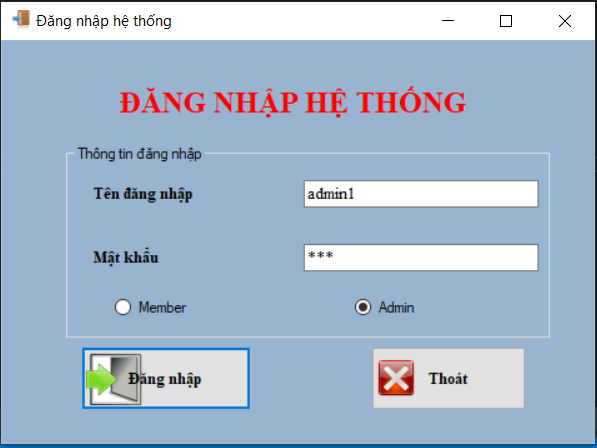 Đăng nhập hệ thống
ĐĂNG NHẬP HỆ THỐNG
Thông tin đăng nhập
Tên đăng nhập
admin1
Mật khẩu
***
Member
Admin
Đăng nhập
Thoát